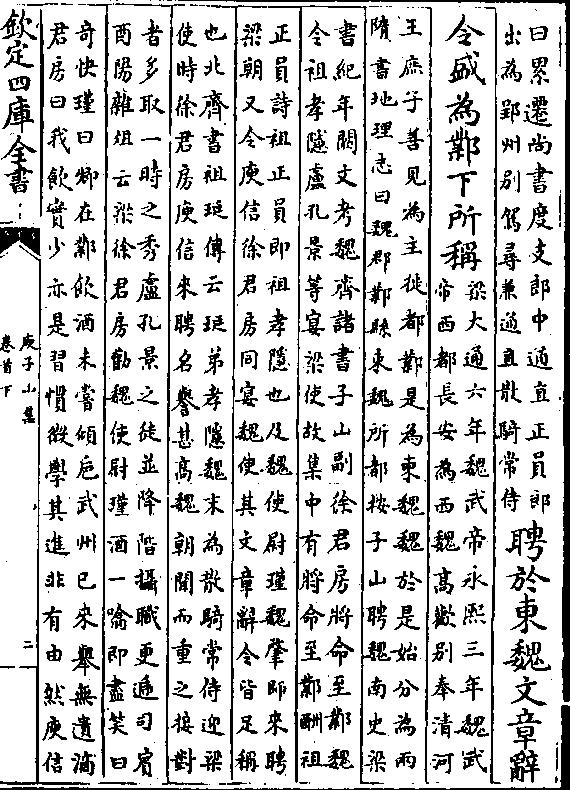 曰累遷尚書度支郎中通直正員郎
出為郢州别駕尋兼通直散騎常侍
聘於東魏文章辭
令盛為鄴下所稱
梁大通六年魏武帝永熙三年魏武
帝西都長安為西魏髙歡别奉清河
王庶子善見為主徙都鄴是為東魏魏於是始分為兩
隋書地理志曰魏郡鄴縣東魏所都按子山聘魏南史梁
書紀年闕文考魏齊諸書子山副徐君房將命至鄴魏
令祖孝隱盧孔景等宴梁使故集中有將命至鄴酬祖
正員詩祖正員即祖孝隱也及魏使尉瑾魏肇即來聘
梁朝又令庾信徐君房同宴魏使其文章辭令皆足稱
也北齊書祖珽傳云珽弟孝隱魏末為散騎常侍迎梁
使時徐君房庾信來聘名譽甚髙魏朝聞而重之接對
者多取一時之秀盧孔景之徒並降階攝職更遞司賔
酉陽雜俎云梁徐君房勸魏使尉瑾酒一噏即盡笑曰
奇快瑾曰卿在鄴飲酒未嘗傾巵武州已來舉無遺滴
君房曰我飲實少亦是習慣微學其進非有由然庾信
欽定四庫全書
庾子山集
卷首下
二